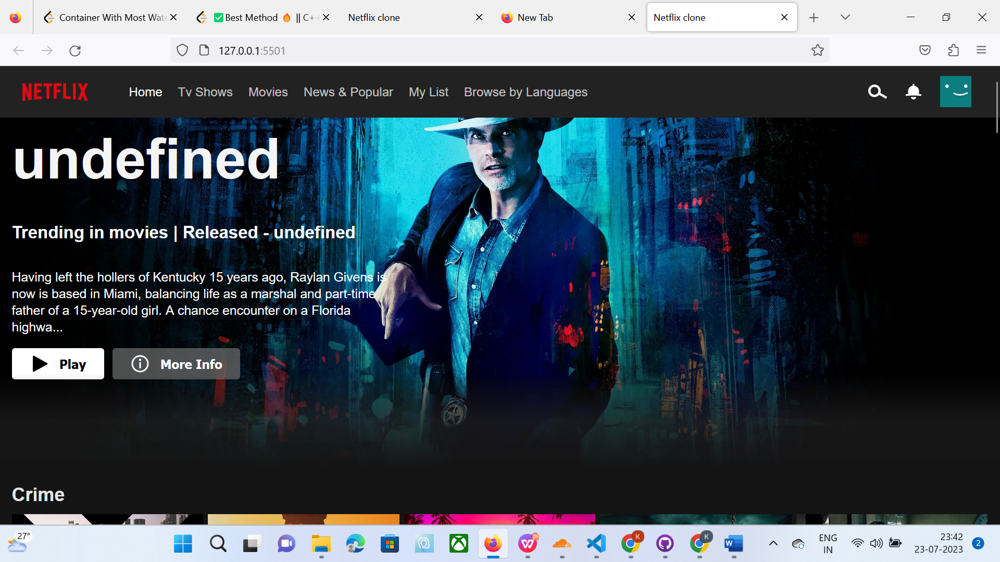 Container With Most Wate
Best Method 🔥 || C++
Netflix clone
New Tab
Netflix clone
127.0.0.1:5501
NETFLIX
Home
Tv Shows
Movies
News & Popular
My List
Browse by Languages
undefined
Trending in movies | Released - undefined
Having left the hollers of Kentucky 15 years ago, Raylan Givens is
now is based in Miami, balancing life as a marshal and part-time
father of a 15-year-old girl. A chance encounter on a Florida
highwa...
Play
More Info
Crime
27°
K
K
ENG
IN
23:42
23-07-2023
2